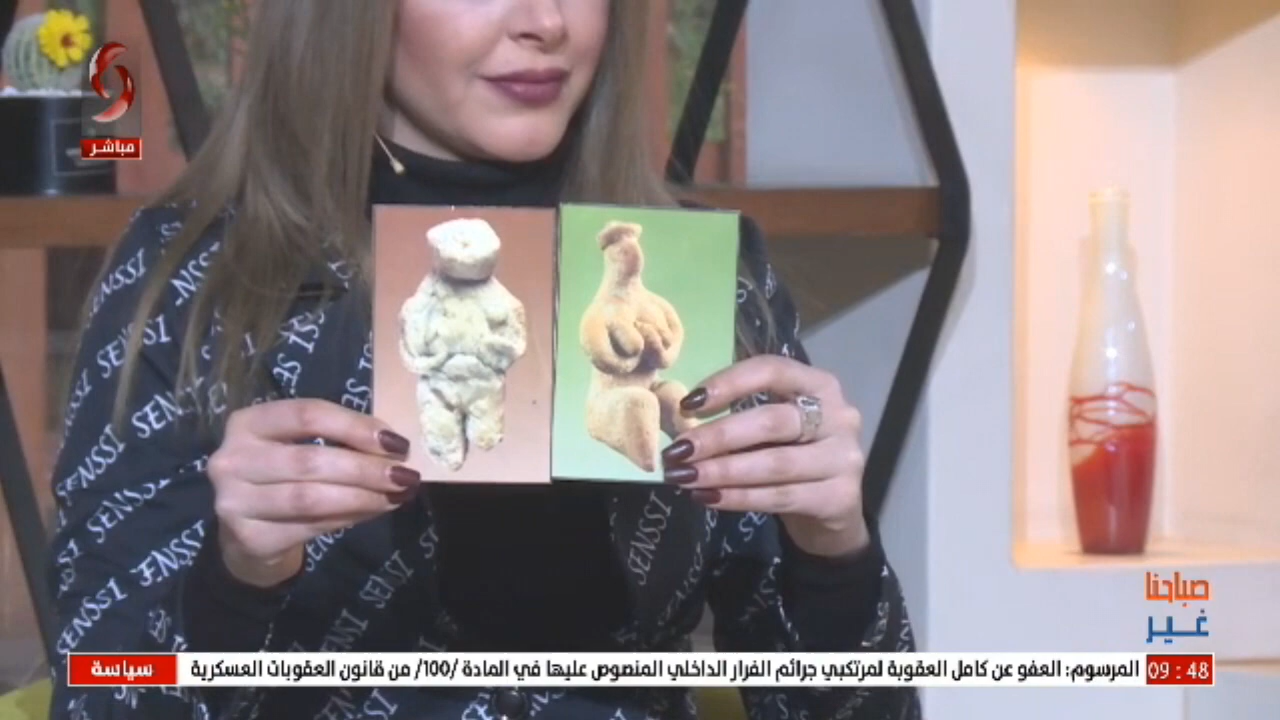 مباشر
SENSSI
صباحنا
غير
09:48
المرسوم: العفو عن كامل العقوبة لمرتكبي جرائم الفرار الداخلي المنصوص عليها في المادة /100/ من قانون العقوبات العسكرية
سياسة